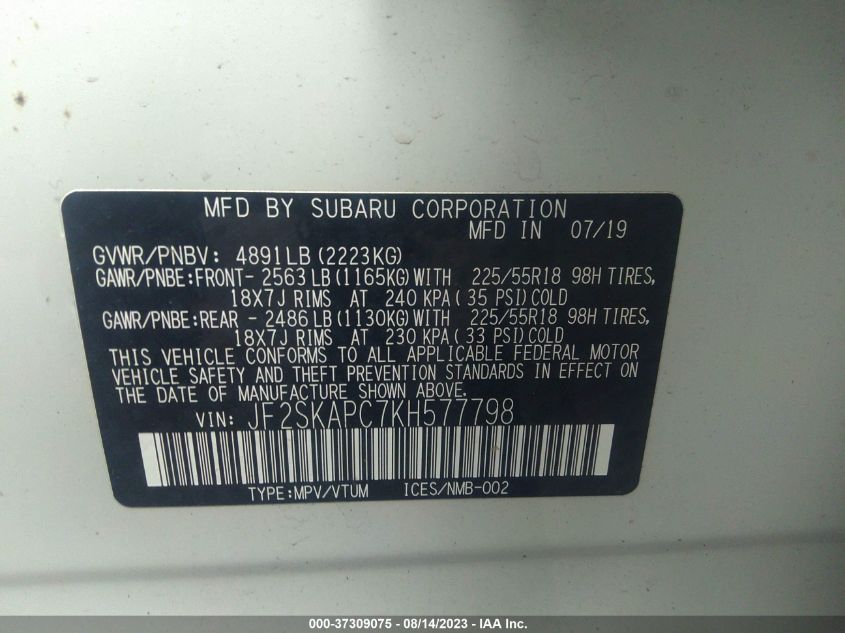 MFD BY SUBARU CORPORATION
MFD IN 07/19
GVWR/PNBV: 4891LB (2223KG)
GAWR/PNBE:FRONT- 2563 LB (1165KG) WITH 225/55R18 98H TIRES,
18X7J RIMS AT 240 KPA( 35 PSI) COLD
GAWR/PNBE:REAR - 2486 LB (1130KG) WITH 225/55R18 98H TIRES,
18X7J RIMS AT 230 KPA( 33 PSI) COLD
THIS VEHICLE CONFORMS TO ALL APPLICABLE FEDERAL MOTOR
VEHICLE SAFETY AND THEFT PREVENTION STANDARDS IN EFFECT ON
THE DATE OF MANUFACTURE SHOWN ABOVE.
VIN: JF2SKAPC7KH577798
TYPE:MPV/VTUM ICES/NMB-002
000-37309075 - 08/14/2023 - IAA Inc.